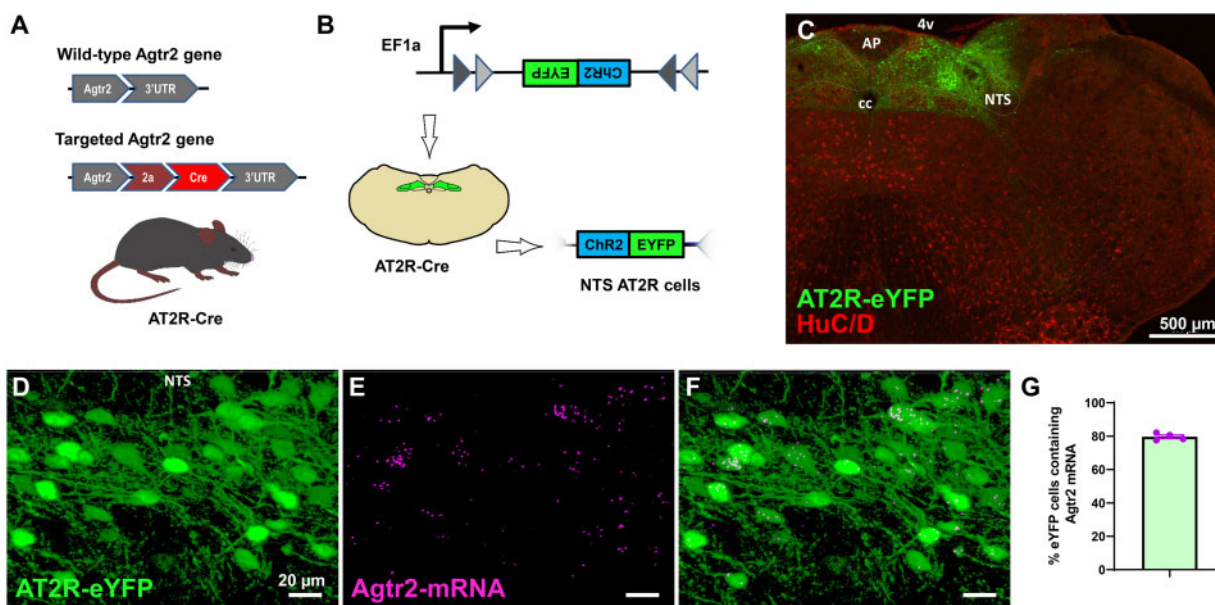 A
Wild-type Agtr2 gene
Agtr2 3'UTR
Targeted Agtr2 gene
Agtr2 2a Cre 3'UTR
AT2R-Cre
B
EF1a
EYFP ChR2
AT2R-Cre
ChR2 EYFP
NTS AT2R cells
C
4v
AP
NTS
cc
AT2R-eYFP
HuC/D
500 µm
D
NTS
AT2R-eYFP
20 µm
E
Agtr2-mRNA
F
G
% eYFP cells containing
Agtr2 mRNA
100
80
60
40
20
0